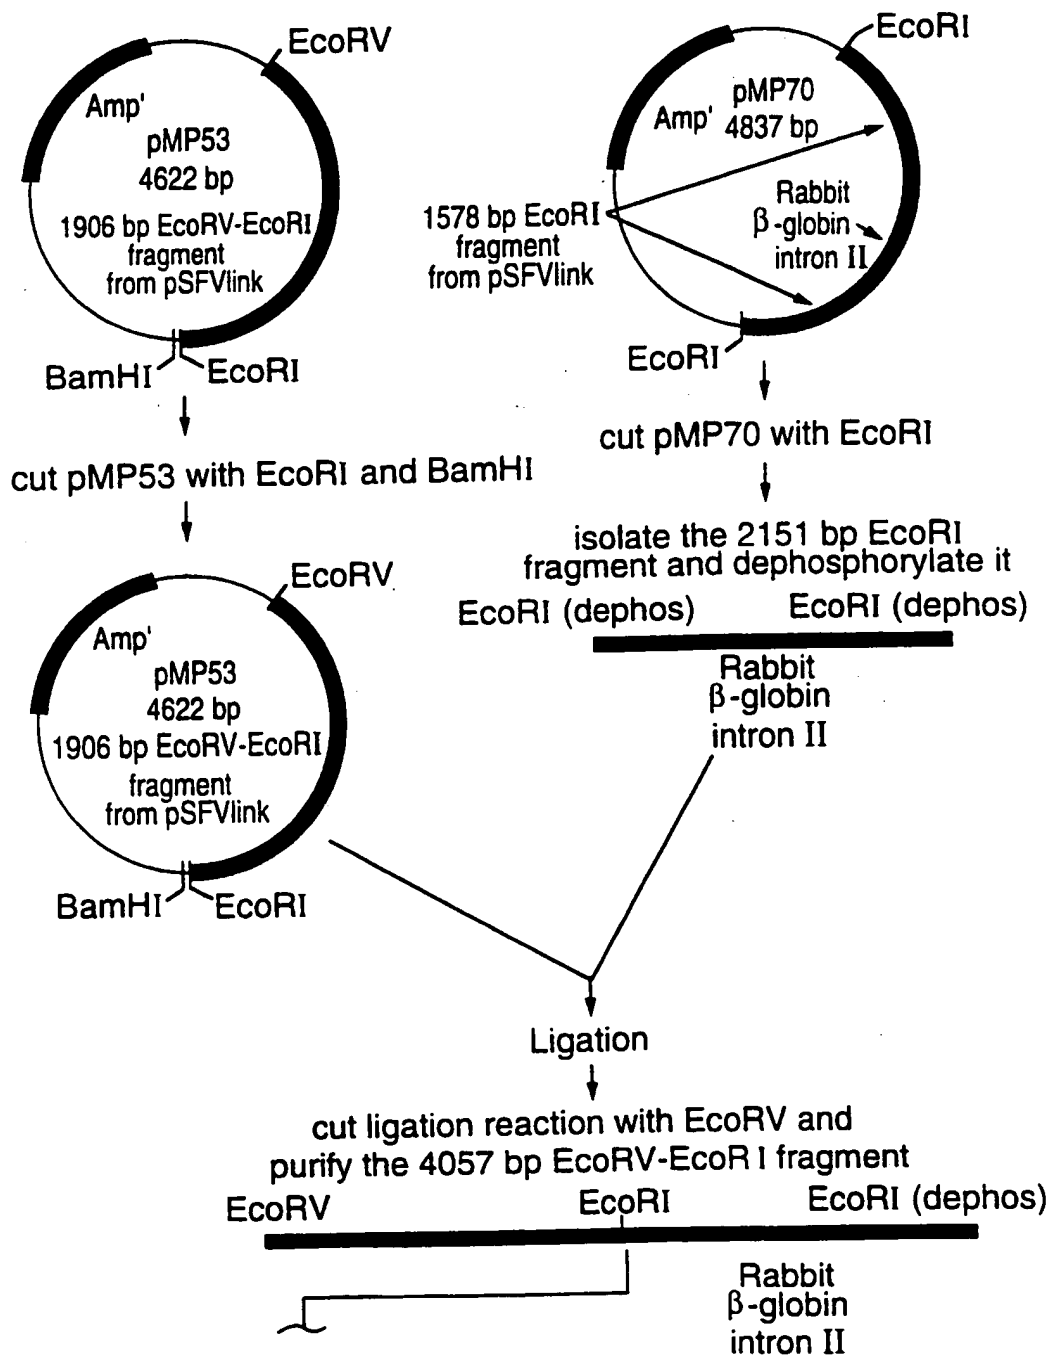 EcoRV
Amp'
pMP53
4622 bp
1906 bp EcoRV-EcoRI
fragment
from pSFVlink
BamHI
EcoRI
cut pMP53 with EcoRI and BamHI
EcoRV
Amp'
pMP53
4622 bp
1906 bp EcoRV-EcoRI
fragment
from pSFVlink
BamHI
EcoRI
EcoRI
pMP70
Amp' 4837 bp
Rabbit
β-globin
intron II
1578 bp EcoRI
fragment
from pSFVlink
EcoRI
cut pMP70 with EcoRI
isolate the 2151 bp EcoRI
fragment and dephosphorylate it
EcoRI (dephos)
EcoRI (dephos)
Rabbit
β-globin
intron II
Ligation
cut ligation reaction with EcoRV and
purify the 4057 bp EcoRV-EcoR I fragment
EcoRV
EcoRI
EcoRI (dephos)
Rabbit
β-globin
intron II